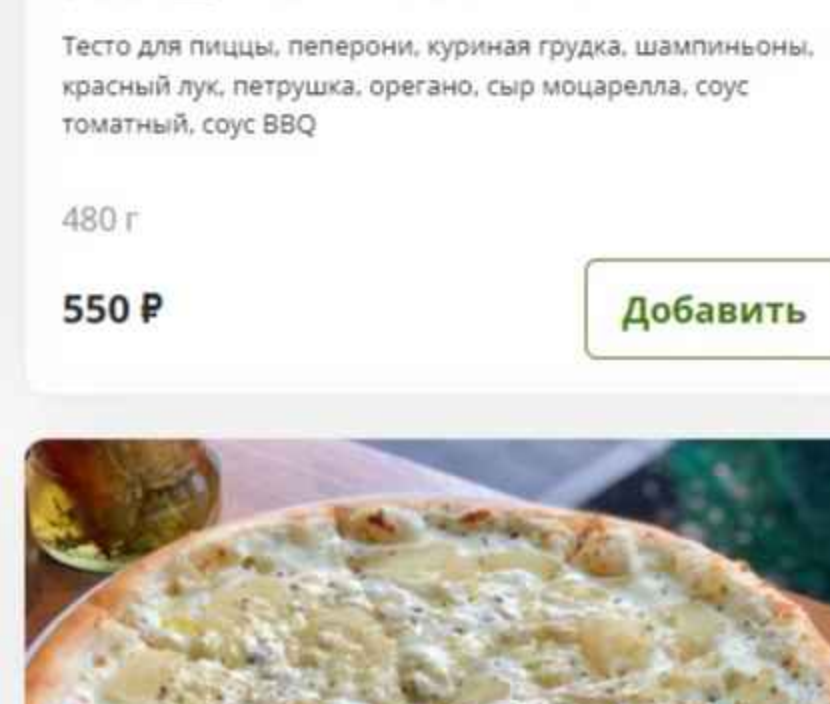 Тесто для пиццы, пеперони, куриная грудка, шампиньоны,
красный лук, петрушка, орегано, сыр моцарелла, соус
томатный, соус BBQ
480 г
550 ₽
Добавить